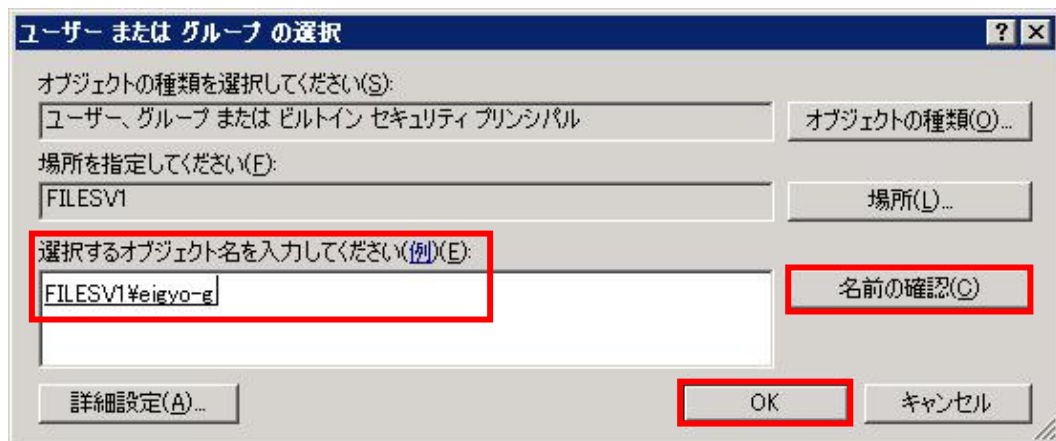 ユーザー または グループ の選択
オブジェクトの種類を選択してください(S):
ユーザー、グループ または ビルトイン セキュリティ プリンシパル
オブジェクトの種類(O)...
場所を指定してください(F):
FILESV1
場所(L)...
選択するオブジェクト名を入力してください(例)(E):
FILESV1¥eigyo-g
名前の確認(C)
詳細設定(A)...
OK
キャンセル